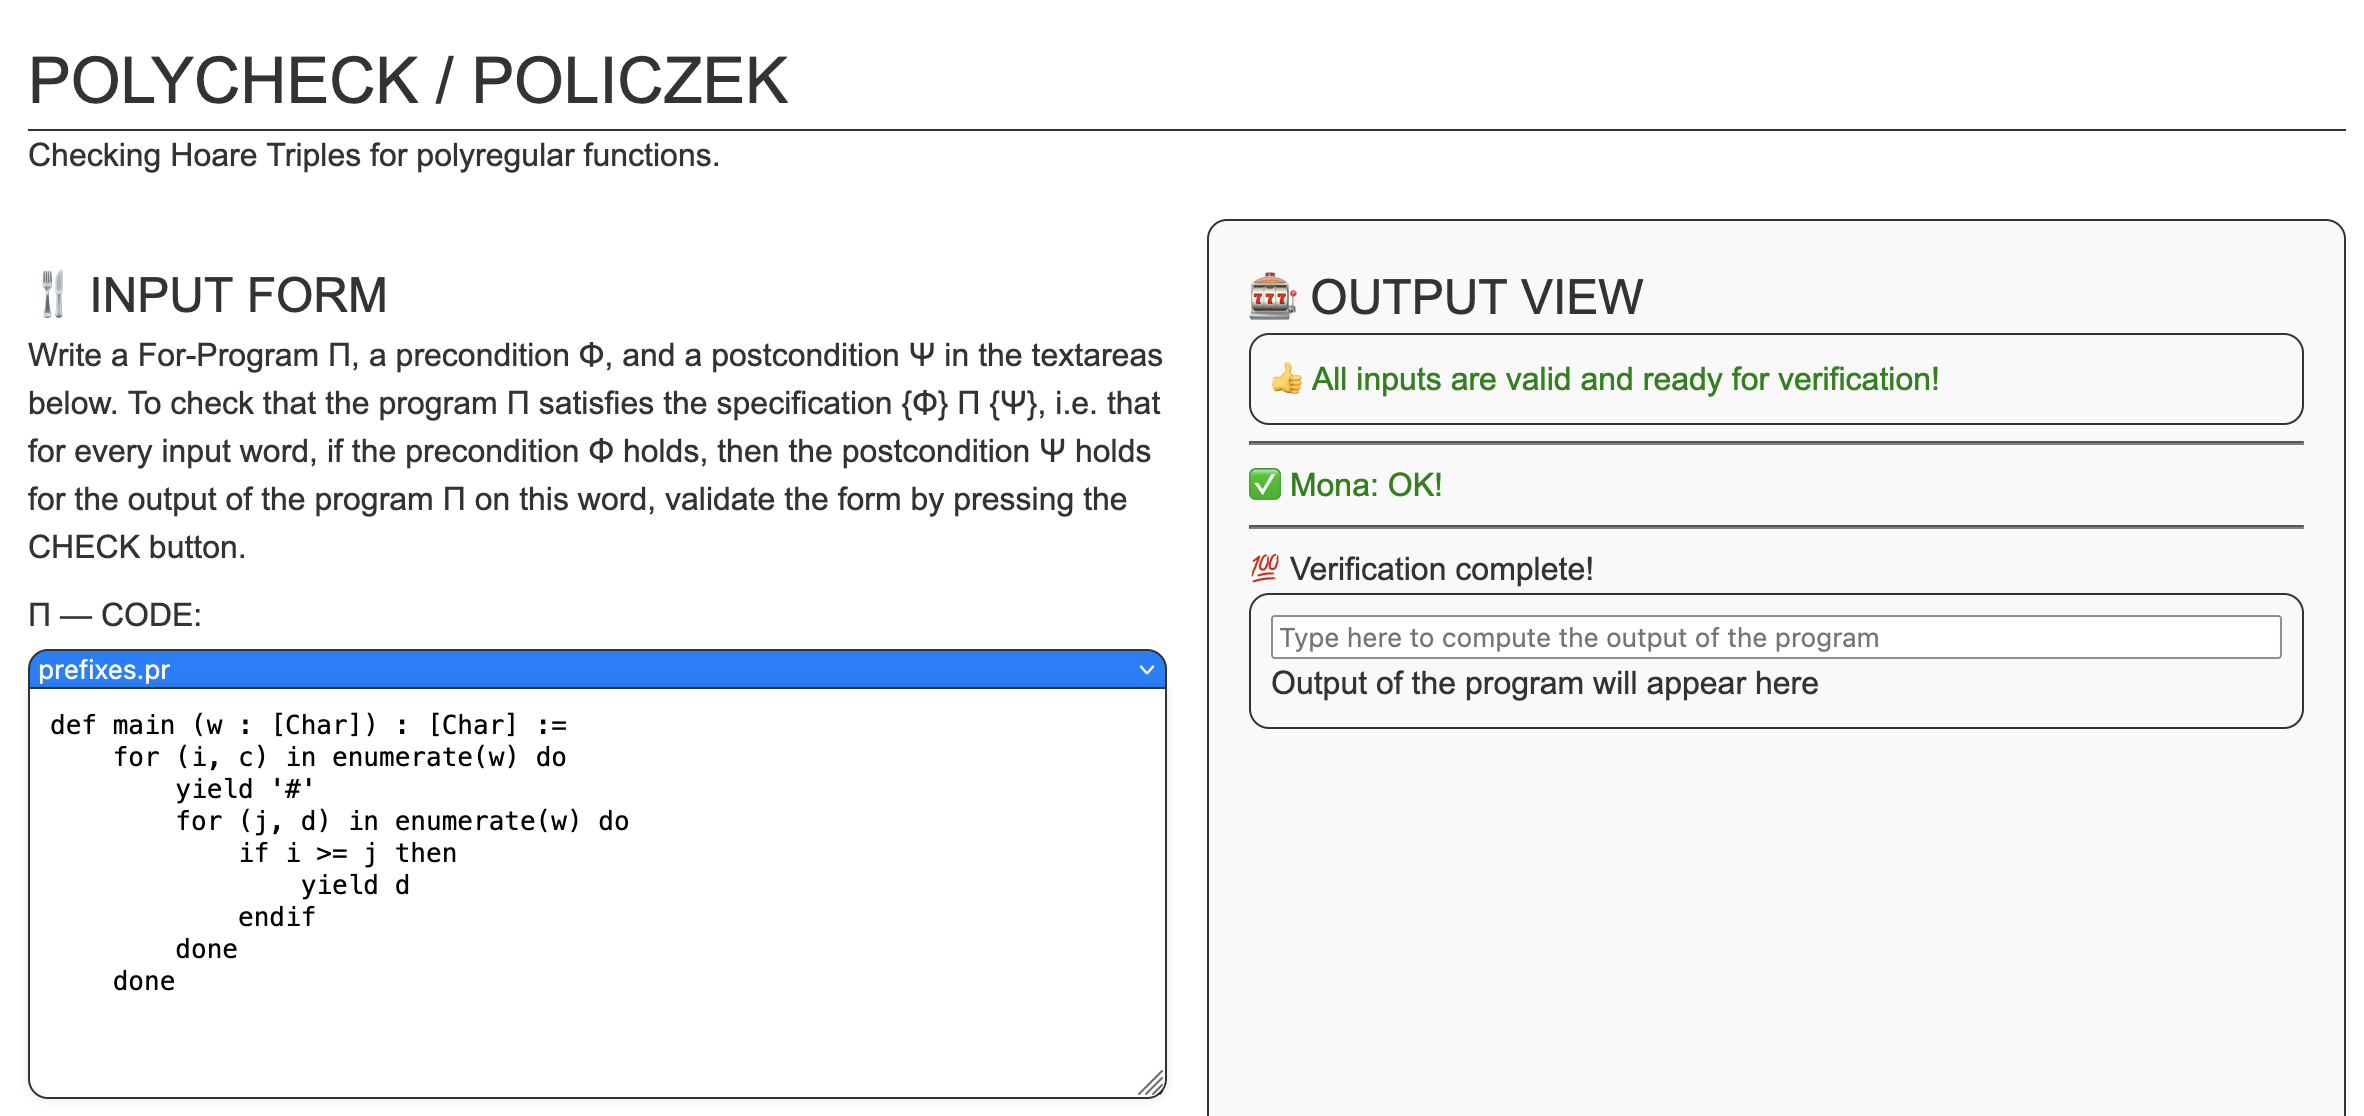 POLYCHECK / POLICZEK
Checking Hoare Triples for polyregular functions.
🍴 INPUT FORM
Write a For-Program Π, a precondition Φ, and a postcondition Ψ in the textareas
below. To check that the program Π satisfies the specification {Φ} Π {Ψ}, i.e. that
for every input word, if the precondition Φ holds, then the postcondition Ψ holds
for the output of the program Π on this word, validate the form by pressing the
CHECK button.
Π — CODE:
prefixes.pr
def main (w : [Char]) : [Char] :=
    for (i, c) in enumerate(w) do
        yield '#'
        for (j, d) in enumerate(w) do
            if i >= j then
                yield d
            endif
        done
    done
🎰 OUTPUT VIEW
👍 All inputs are valid and ready for verification!
✅ Mona: OK!
💯 Verification complete!
Type here to compute the output of the program
Output of the program will appear here